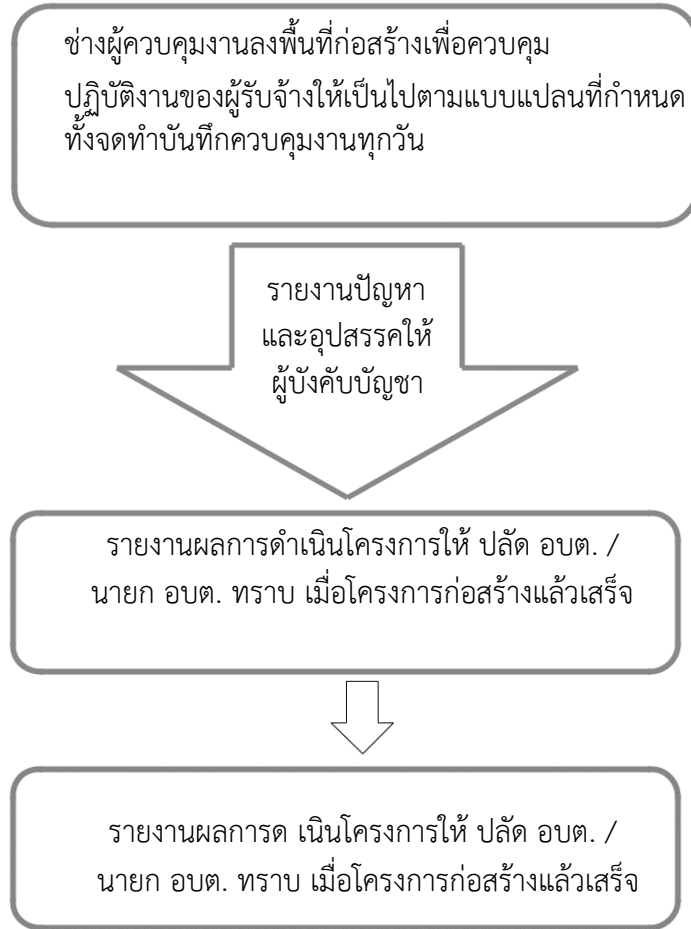 ช่างผู้ควบคุมงานลงพื้นที่ก่อสร้างเพื่อควบคุม
ปฏิบัติงานของผู้รับจ้างให้เป็นไปตามแบบแปลนที่กำหนด
ทั้งจดทำบันทึกควบคุมงานทุกวัน
รายงานปัญหา
และอุปสรรคให้
ผู้บังคับบัญชา
รายงานผลการดำเนินโครงการให้ ปลัด อบต. /
นายก อบต. ทราบ เมื่อโครงการก่อสร้างแล้วเสร็จ
รายงานผลการด เนินโครงการให้ ปลัด อบต. /
นายก อบต. ทราบ เมื่อโครงการก่อสร้างแล้วเสร็จ